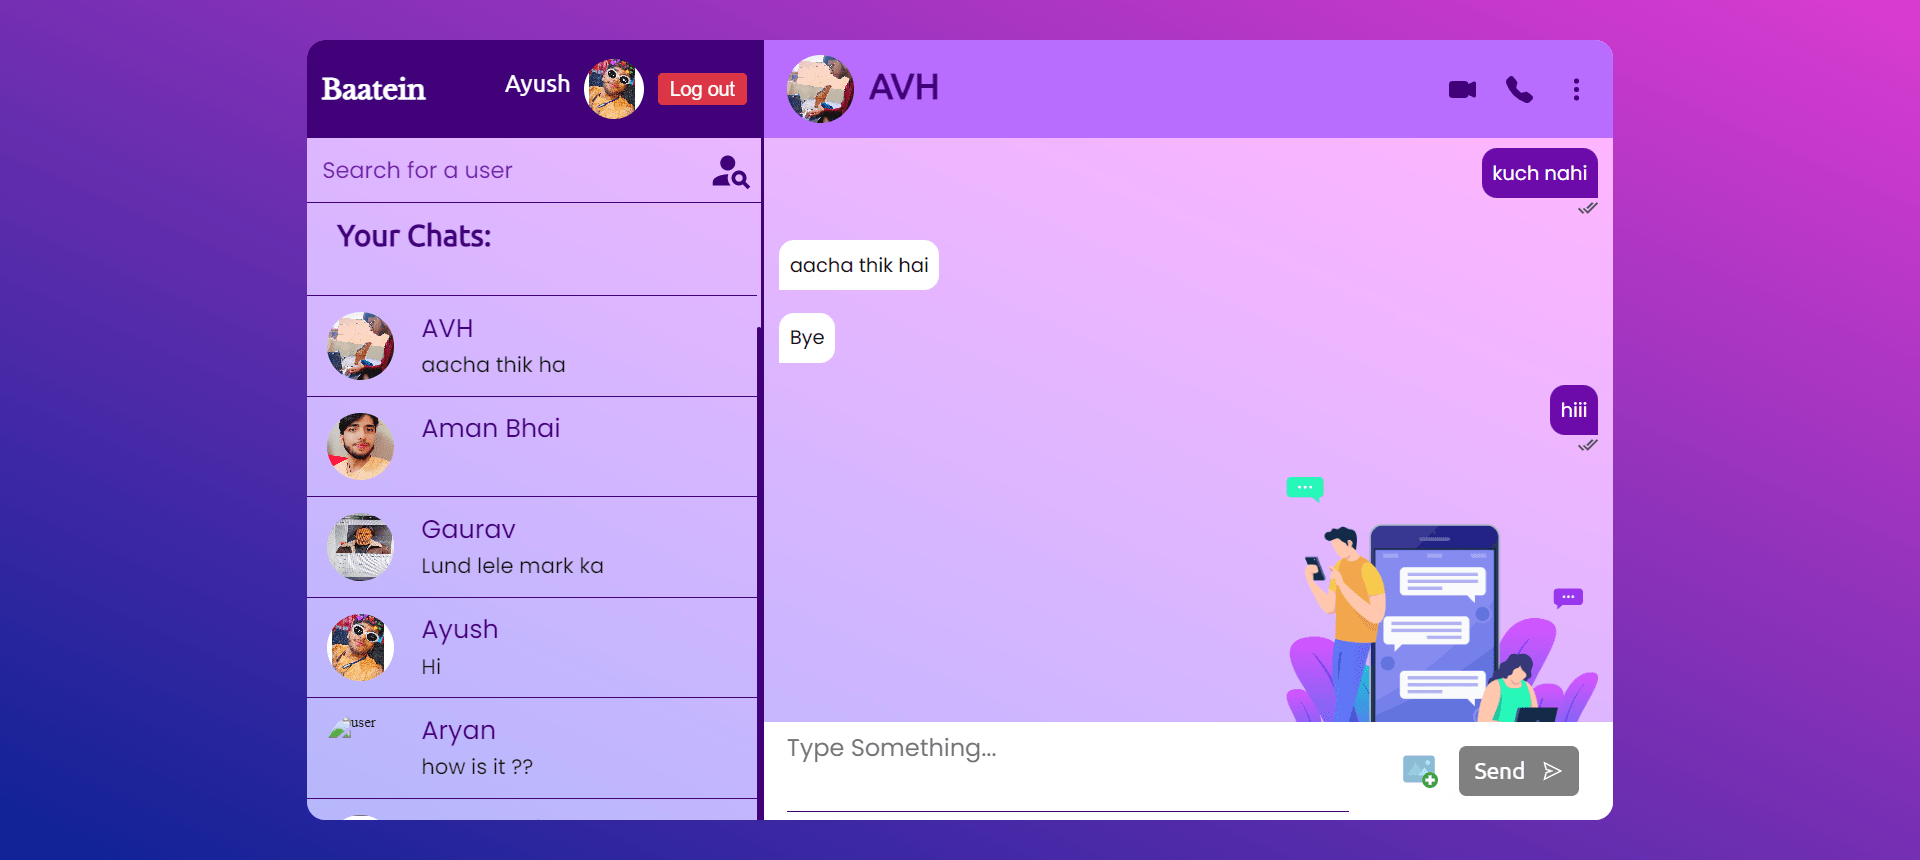 Baatein
Ayush
Log out
Search for a user
Your Chats:
AVH
aacha thik ha
Aman Bhai
Gaurav
Lund lele mark ka
Ayush
Hi
user
Aryan
how is it ??
AVH
kuch nahi
aacha thik hai
Bye
hiii
Type Something...
Send